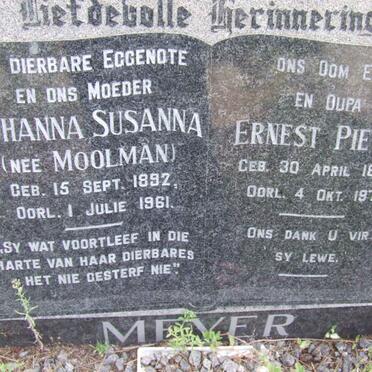 Liefdevolle Herinnering
DIERBARE EGGENOTE
EN ONS MOEDER
HANNA SUSANNA
(NEE MOOLMAN)
GEB. 15 SEPT. 1892.
OORL. 1 JULIE 1961.
„SY WAT VOORTLEEF IN DIE
HARTE VAN HAAR DIERBARES
HET NIE GESTERF NIE".
ONS OOM E
EN OUPA
ERNEST PIE
GEB. 30 APRIL 18
OORL. 4 OKT. 197
ONS DANK U VIR
SY LEWE.
MEYER